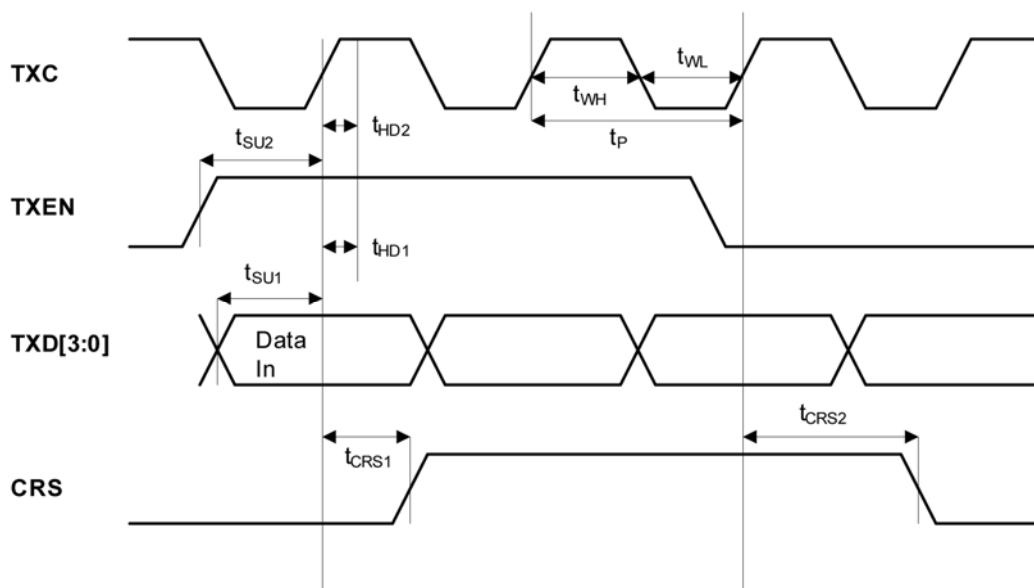 TXC
t_WL
t_WH
t_HD2
t_P
t_SU2
TXEN
t_HD1
t_SU1
TXD[3:0]
Data
In
t_CRS2
t_CRS1
CRS